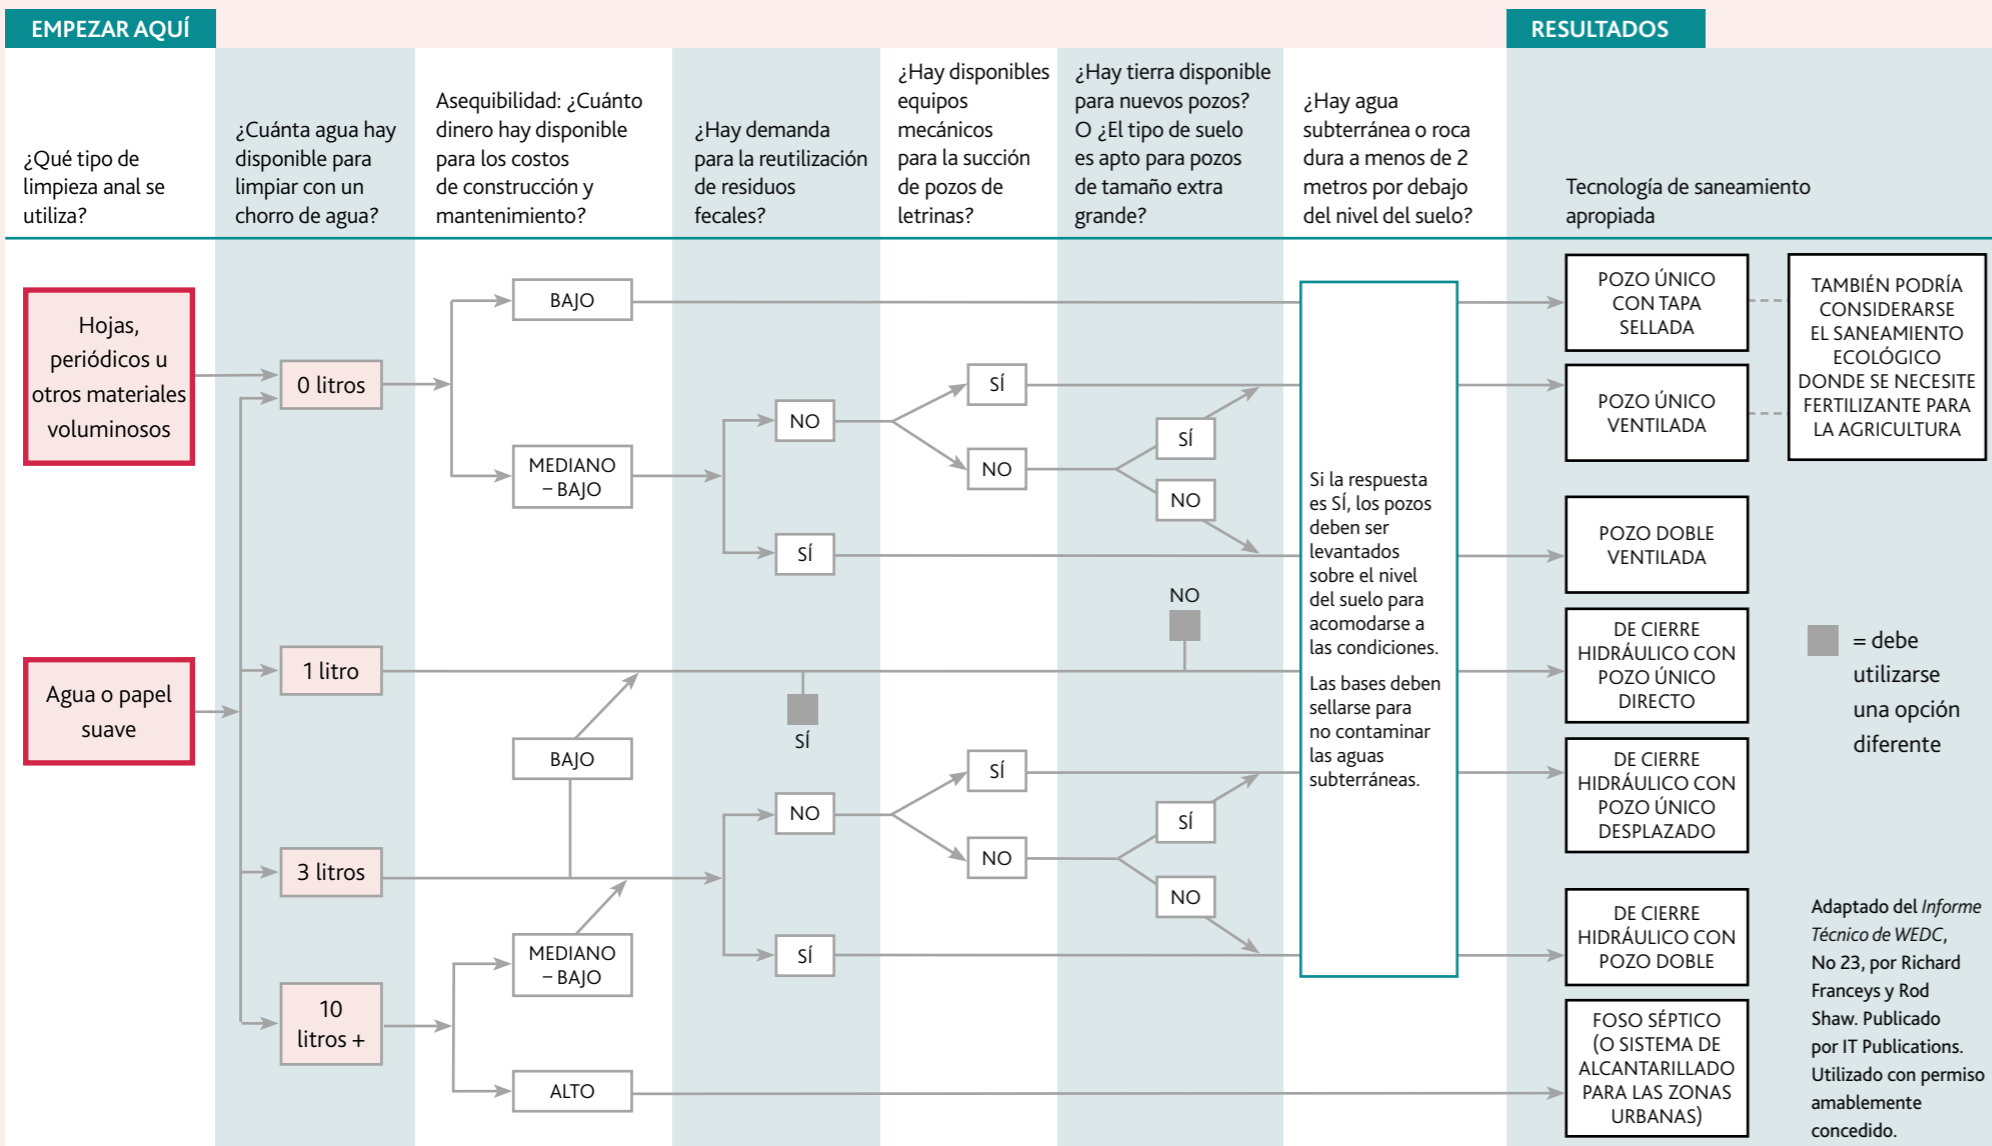 EMPEZAR AQUÍ
RESULTADOS
¿Qué tipo de
limpieza anal se
utiliza?
¿Cuánta agua hay
disponible para
limpiar con un
chorro de agua?
Asequibilidad: ¿Cuánto
dinero hay disponible
para los costos
de construcción y
mantenimiento?
¿Hay demanda
para la reutilización
de residuos
fecales?
¿Hay disponibles
equipos
mecánicos
para la succión
de pozos de
letrinas?
¿Hay tierra disponible
para nuevos pozos?
O ¿El tipo de suelo
es apto para pozos
de tamaño extra
grande?
¿Hay agua
subterránea o roca
dura a menos de 2
metros por debajo
del nivel del suelo?
Tecnología de saneamiento
apropiada
Hojas,
periódicos u
otros materiales
voluminosos
Agua o papel
suave
0 litros
1 litro
3 litros
10
litros +
BAJO
MEDIANO
– BAJO
BAJO
MEDIANO
– BAJO
ALTO
NO
SÍ
SÍ
NO
SÍ
SÍ
NO
SÍ
NO
SÍ
NO
NO
SÍ
NO
Si la respuesta
es SÍ, los pozos
deben ser
levantados
sobre el nivel
del suelo para
acomodarse a
las condiciones.
Las bases deben
sellarse para
no contaminar
las aguas
subterráneas.
POZO ÚNICO
CON TAPA
SELLADA
POZO ÚNICO
VENTILADA
POZO DOBLE
VENTILADA
DE CIERRE
HIDRÁULICO CON
POZO ÚNICO
DIRECTO
DE CIERRE
HIDRÁULICO CON
POZO ÚNICO
DESPLAZADO
DE CIERRE
HIDRÁULICO CON
POZO DOBLE
FOSO SÉPTICO
(O SISTEMA DE
ALCANTARILLADO
PARA LAS ZONAS
URBANAS)
TAMBIÉN PODRÍA
CONSIDERARSE
EL SANEAMIENTO
ECOLÓGICO
DONDE SE NECESITE
FERTILIZANTE PARA
LA AGRICULTURA
= debe
utilizarse
una opción
diferente
Adaptado del Informe
Técnico de WEDC,
No 23, por Richard
Franceys y Rod
Shaw. Publicado
por IT Publications.
Utilizado con permiso
amablemente
concedido.